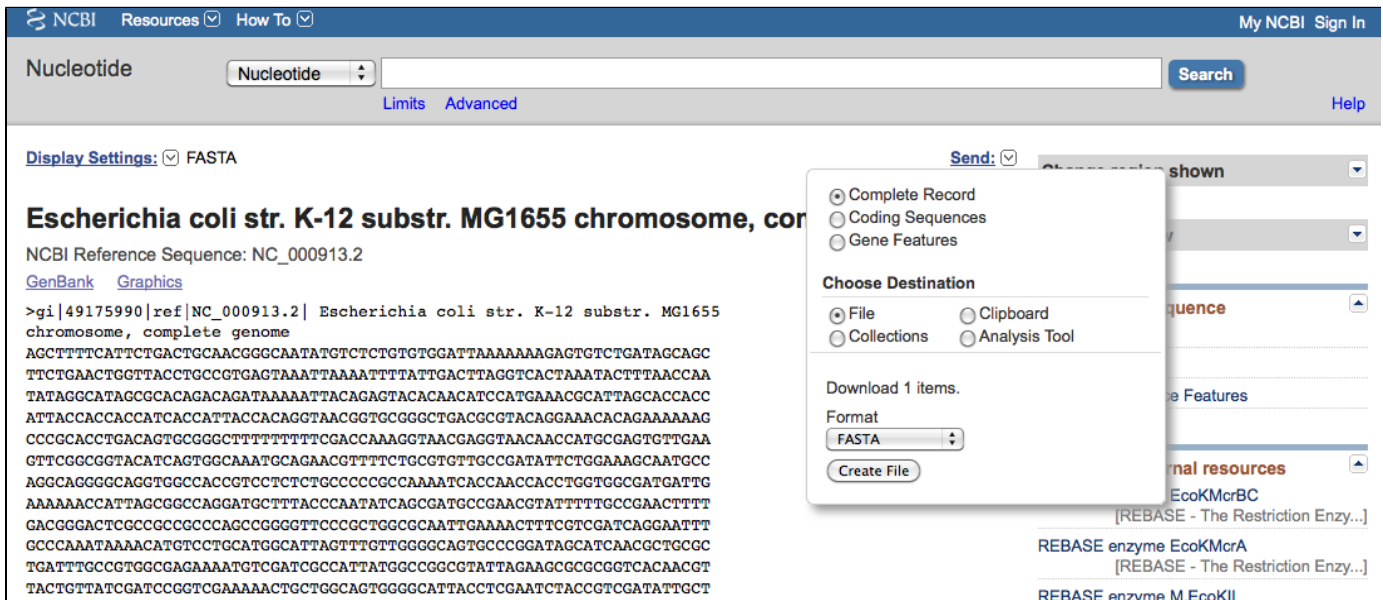 NCBI Resources How To My NCBI Sign In
Nucleotide Nucleotide Search
Limits Advanced Help
Display Settings: FASTA Send:
Escherichia coli str. K-12 substr. MG1655 chromosome,
NCBI Reference Sequence: NC_000913.2
GenBank Graphics
>gi|49175990|ref|NC_000913.2| Escherichia coli str. K-12 substr. MG1655
chromosome, complete genome
AGCTTTTCATTCTGACTGCAACGGGCAATATGTCTCTGTGTGGATTAAAAAAAGAGTGTCTGATAGCAGC
TTCTGAACTGGTTACCTGCCGTGAGTAAATTAAAATTTTATTGACTTAGGTCACTAAATACTTTAACCAA
TATAGGCATAGCGCACAGACAGATAAAAATTACAGAGTACACAACATCCATGAAACGCATTAGCACCACC
ATTACCACCACCATCACCATTACCACAGGTAACGGTGCGGGCTGACGCGTACAGGAAACACAGAAAAAAG
CCCGCACCTGACAGTGCGGGCTTTTTTTTTCGACCAAAGGTAACGAGGTAACAACCATGCGAGTGTTGAA
GTTCGGCGGTACATCAGTGGCAAATGCAGAACGTTTTCTGCGTGTTGCCGATATTCTGGAAAGCAATGCC
AGGCAGGGGCAGGTGGCCACCGTCCTCTCTGCCCCCGCCAAAATCACCAACCACCTGGTGGCGATGATTG
AAAAAACCATTAGCGGCCAGGATGCTTTACCCAATATCAGCGATGCCGAACGTATTTTTGCCGAACTTTT
GACGGGACTCGCCGCCGCCCAGCCGGGGTTCCCGCTGGCGCAATTGAAAACTTTCGTCGATCAGGAATTT
GCCCAAATAAAACATGTCCTGCATGGCATTAGTTTGTTGGGGCAGTGCCCGGATAGCATCAACGCTGCGC
TGATTTGCCGTGGCGAGAAAATGTCGATCGCCATTATGGCCGGCGTATTAGAAGCGCGCGGTCACAACGT
TACTGTTATCGATCCGGTCGAAAAACTGCTGGCAGTGGGGCATTACCTCGAATCTACCGTCGATATTGCT
Complete Record
Coding Sequences
Gene Features
Choose Destination
File Clipboard
Collections Analysis Tool
Download 1 items.
Format
FASTA
Create File
shown
Features
resources
EcoKMcrBC
[REBASE - The Restriction Enzy...]
REBASE enzyme EcoKMcrA
[REBASE - The Restriction Enzy...]
REBASE enzyme M.EcoKII